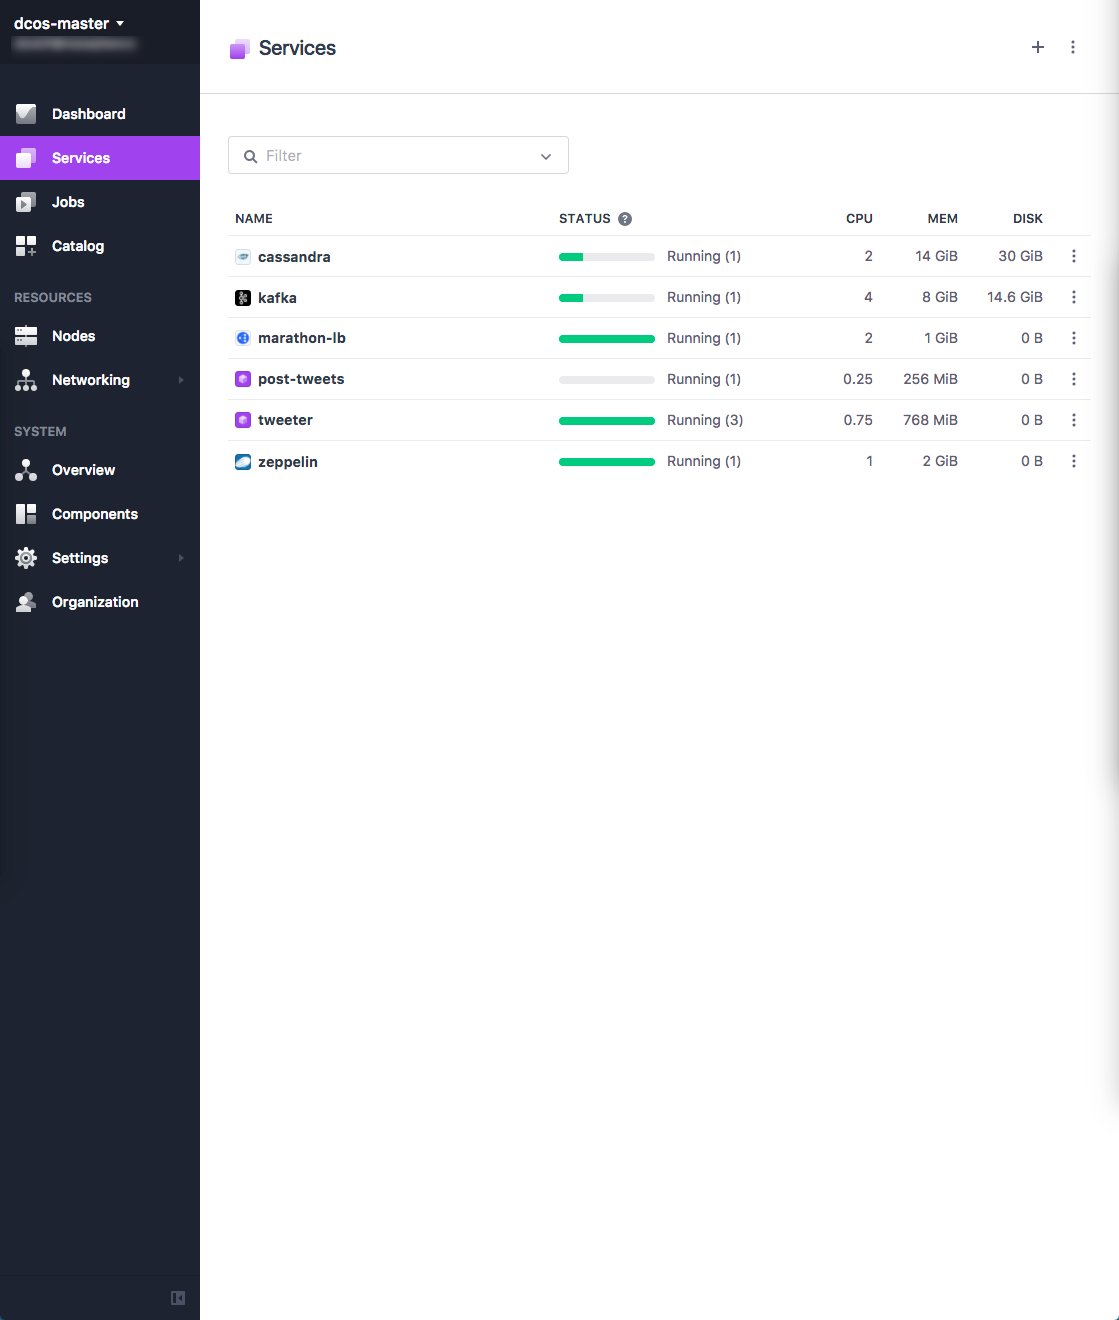 dcos-master
Dashboard
Services
Jobs
Catalog
RESOURCES
Nodes
Networking
SYSTEM
Overview
Components
Settings
Organization
Services
Filter
NAME STATUS ? CPU MEM DISK
cassandra Running (1) 2 14 GiB 30 GiB
kafka Running (1) 4 8 GiB 14.6 GiB
marathon-lb Running (1) 2 1 GiB 0 B
post-tweets Running (1) 0.25 256 MiB 0 B
tweeter Running (3) 0.75 768 MiB 0 B
zeppelin Running (1) 1 2 GiB 0 B